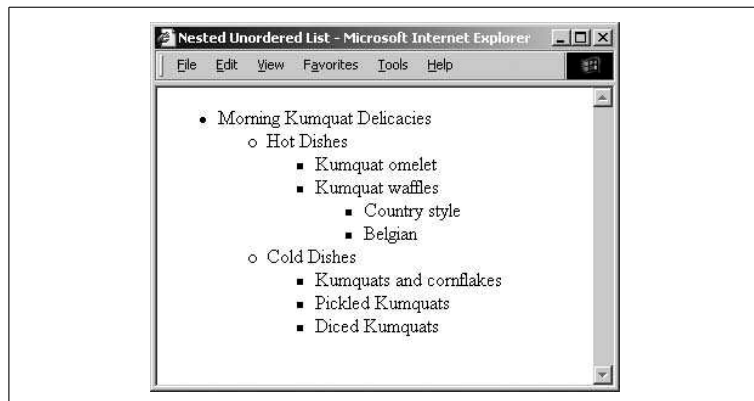 Nested Unordered List - Microsoft Internet Explorer
File Edit View Favorites Tools Help
Morning Kumquat Delicacies
Hot Dishes
Kumquat omelet
Kumquat waffles
Country style
Belgian
Cold Dishes
Kumquats and cornflakes
Pickled Kumquats
Diced Kumquats